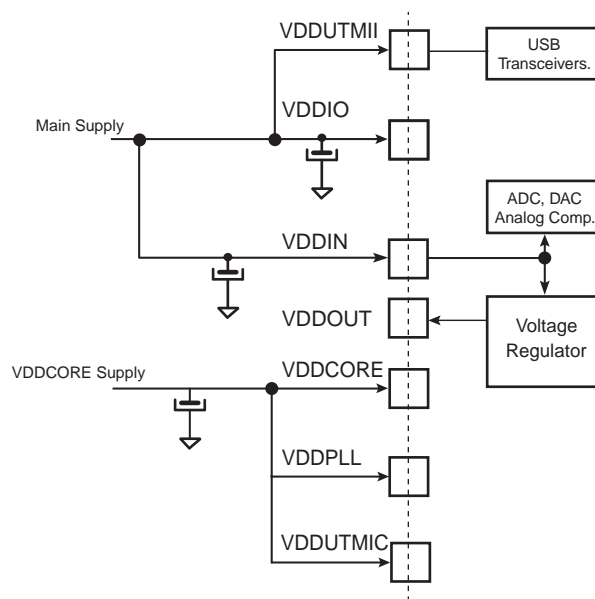 VDDUTMII
USB
Transceivers.
VDDIO
Main Supply
ADC, DAC
Analog Comp.
VDDIN
VDDOUT
Voltage
Regulator
VDDCORE
VDDCORE Supply
VDDPLL
VDDUTMIC